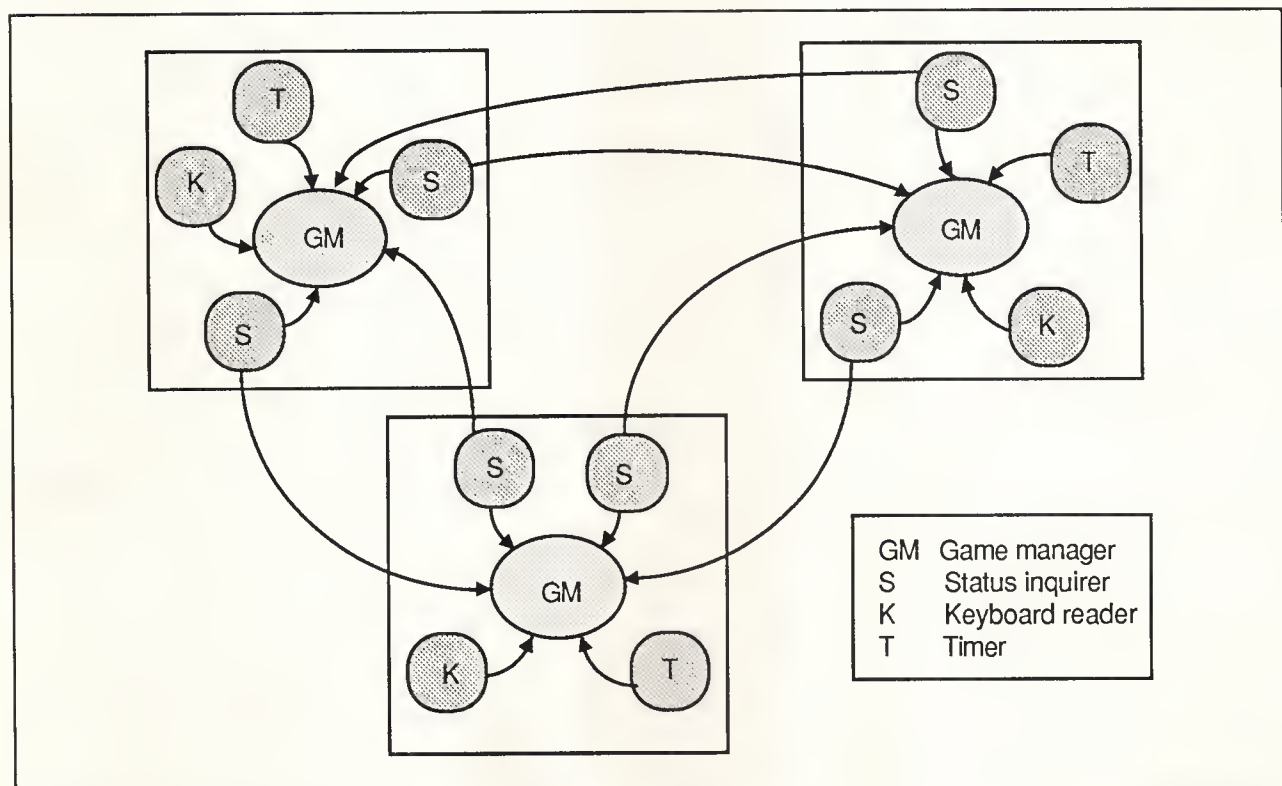 T
K
S
GM
S
S
T
GM
S
K
S
S
GM
K
T
GM Game manager
S Status inquirer
K Keyboard reader
T Timer